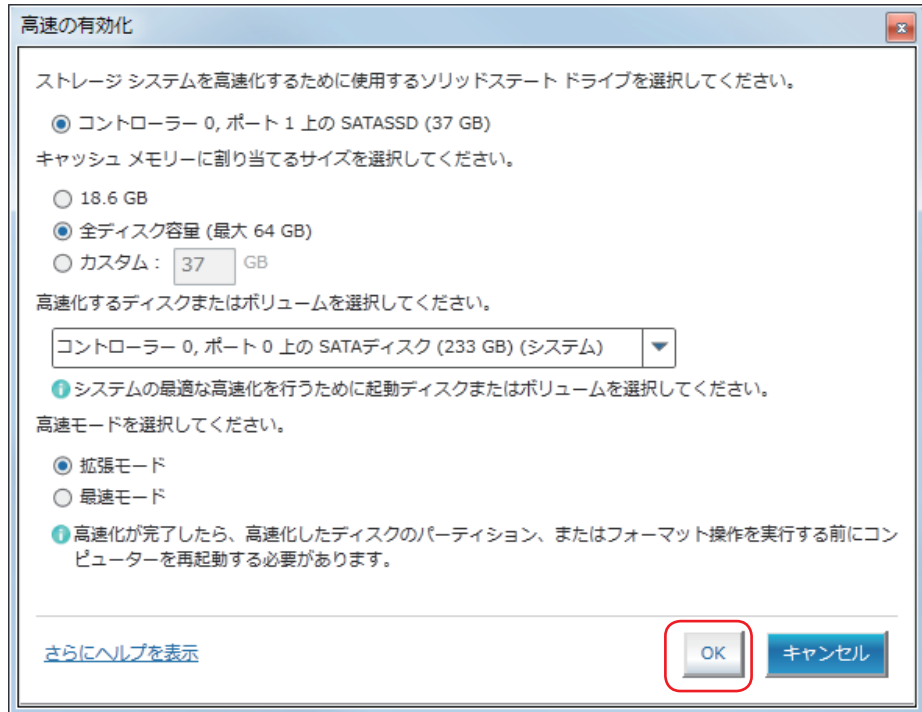 高速の有効化
x
ストレージ システムを高速化するために使用するソリッドステート ドライブを選択してください。
コントローラー 0, ポート 1 上の SATASSD (37 GB)
キャッシュ メモリーに割り当てるサイズを選択してください。
18.6 GB
全ディスク容量 (最大 64 GB)
カスタム : 37 GB
高速化するディスクまたはボリュームを選択してください。
コントローラー 0, ポート 0 上の SATAディスク (233 GB) (システム)
システムの最適な高速化を行うために起動ディスクまたはボリュームを選択してください。
高速モードを選択してください。
拡張モード
最速モード
高速化が完了したら、高速化したディスクのパーティション、またはフォーマット操作を実行する前にコン
ピューターを再起動する必要があります。
さらにヘルプを表示
OK
キャンセル